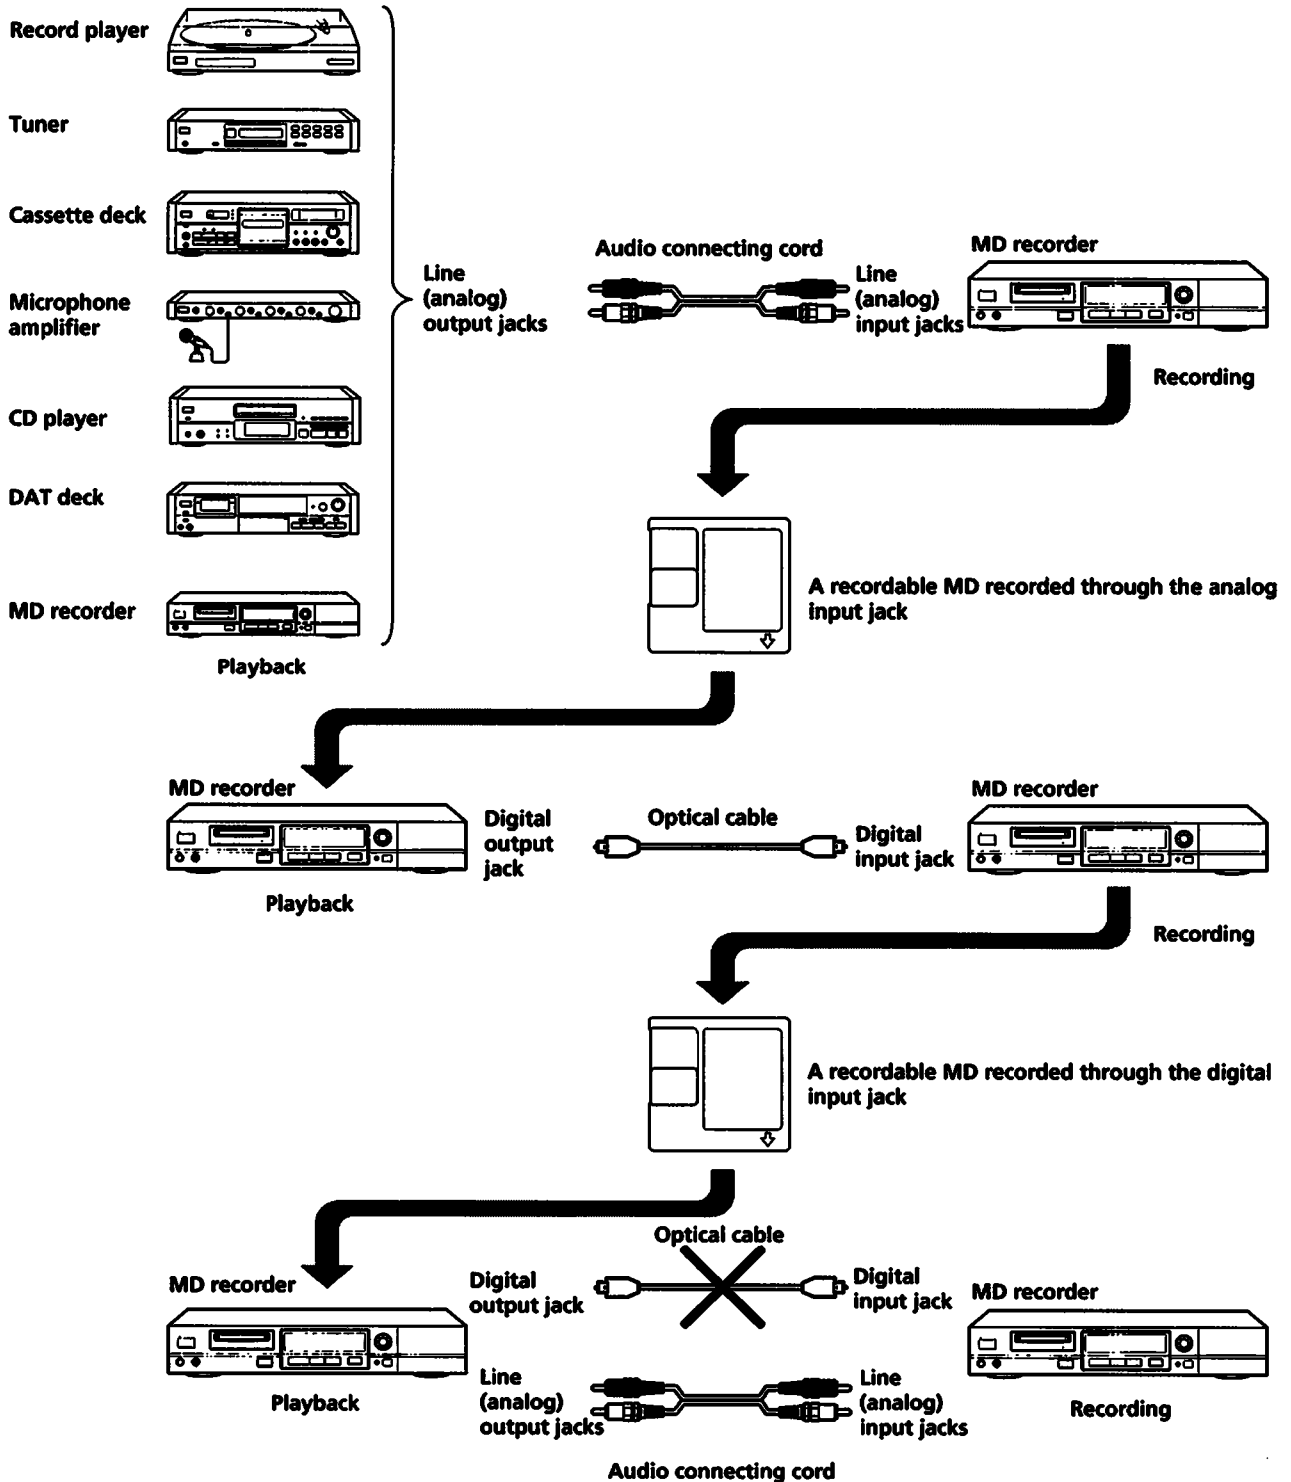 Record player
Tuner
Cassette deck
Microphone
amplifier
CD player
DAT deck
MD recorder
Playback
Line
(analog)
output jacks
Audio connecting cord
Line
(analog)
input jacks
MD recorder
Recording
A recordable MD recorded through the analog
input jack
MD recorder
Playback
Digital
output
jack
Optical cable
Digital
input jack
MD recorder
Recording
A recordable MD recorded through the digital
input jack
MD recorder
Playback
Optical cable
Digital
output jack
Digital
input jack
Line
(analog)
output jacks
Line
(analog)
input jacks
Audio connecting cord
MD recorder
Recording